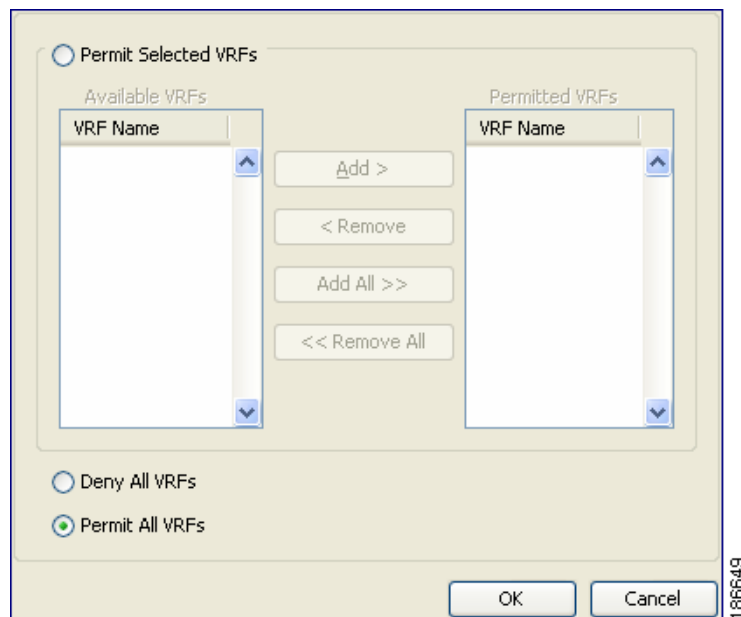 Permit Selected VRFs
Available VRFs
Permitted VRFs
VRF Name
VRF Name
Add >
< Remove
Add All >>
<< Remove All
Deny All VRFs
Permit All VRFs
OK
Cancel
186649